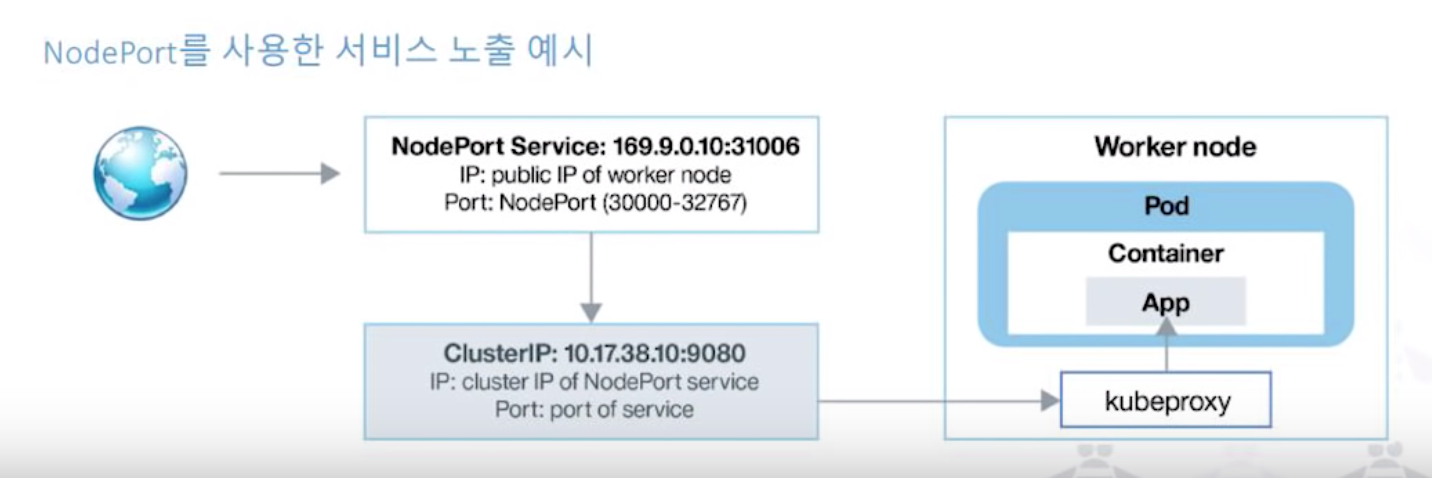 NodePort를 사용한 서비스 노출 예시
NodePort Service: 169.9.0.10:31006
IP: public IP of worker node
Port: NodePort (30000-32767)
ClusterIP: 10.17.38.10:9080
IP: cluster IP of NodePort service
Port: port of service
Worker node
Pod
Container
App
kubeproxy